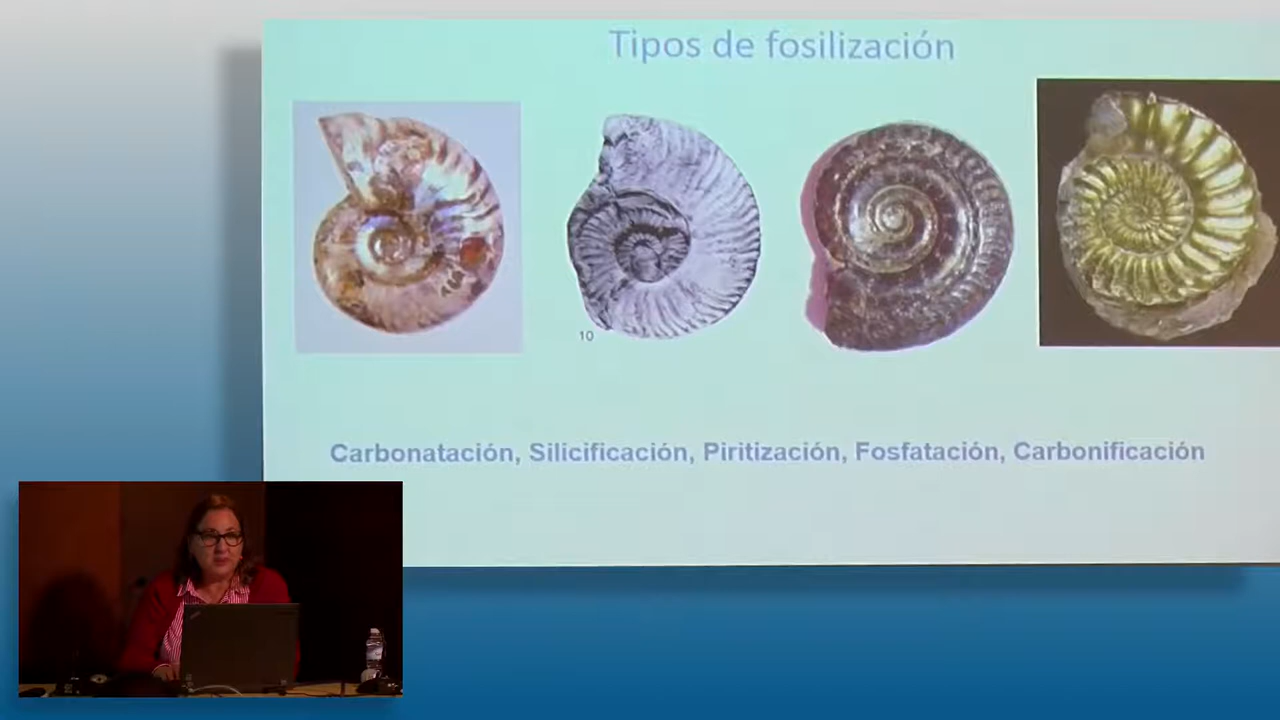 Tipos de fosilización
10
Carbonatación, Silicificación, Piritización, Fosfatación, Carbonificación